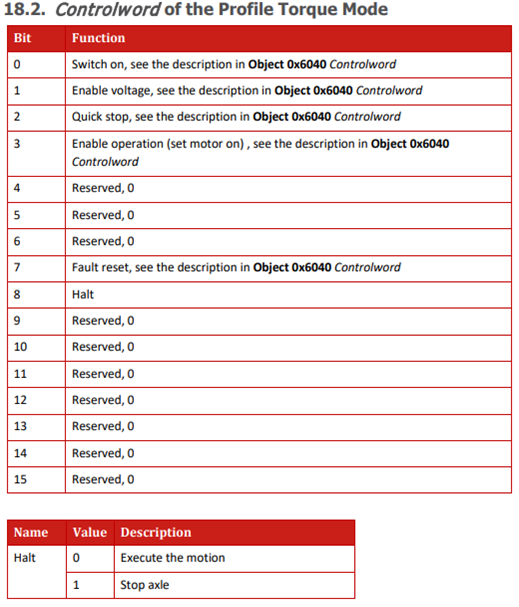 18.2. Controlword of the Profile Torque Mode
Bit Function
0 Switch on, see the description in Object 0x6040 Controlword
1 Enable voltage, see the description in Object 0x6040 Controlword
2 Quick stop, see the description in Object 0x6040 Controlword
3 Enable operation (set motor on) , see the description in Object 0x6040
Controlword
4 Reserved, 0
5 Reserved, 0
6 Reserved, 0
7 Fault reset, see the description in Object 0x6040 Controlword
8 Halt
9 Reserved, 0
10 Reserved, 0
11 Reserved, 0
12 Reserved, 0
13 Reserved, 0
14 Reserved, 0
15 Reserved, 0
Name Value Description
Halt 0 Execute the motion
1 Stop axle